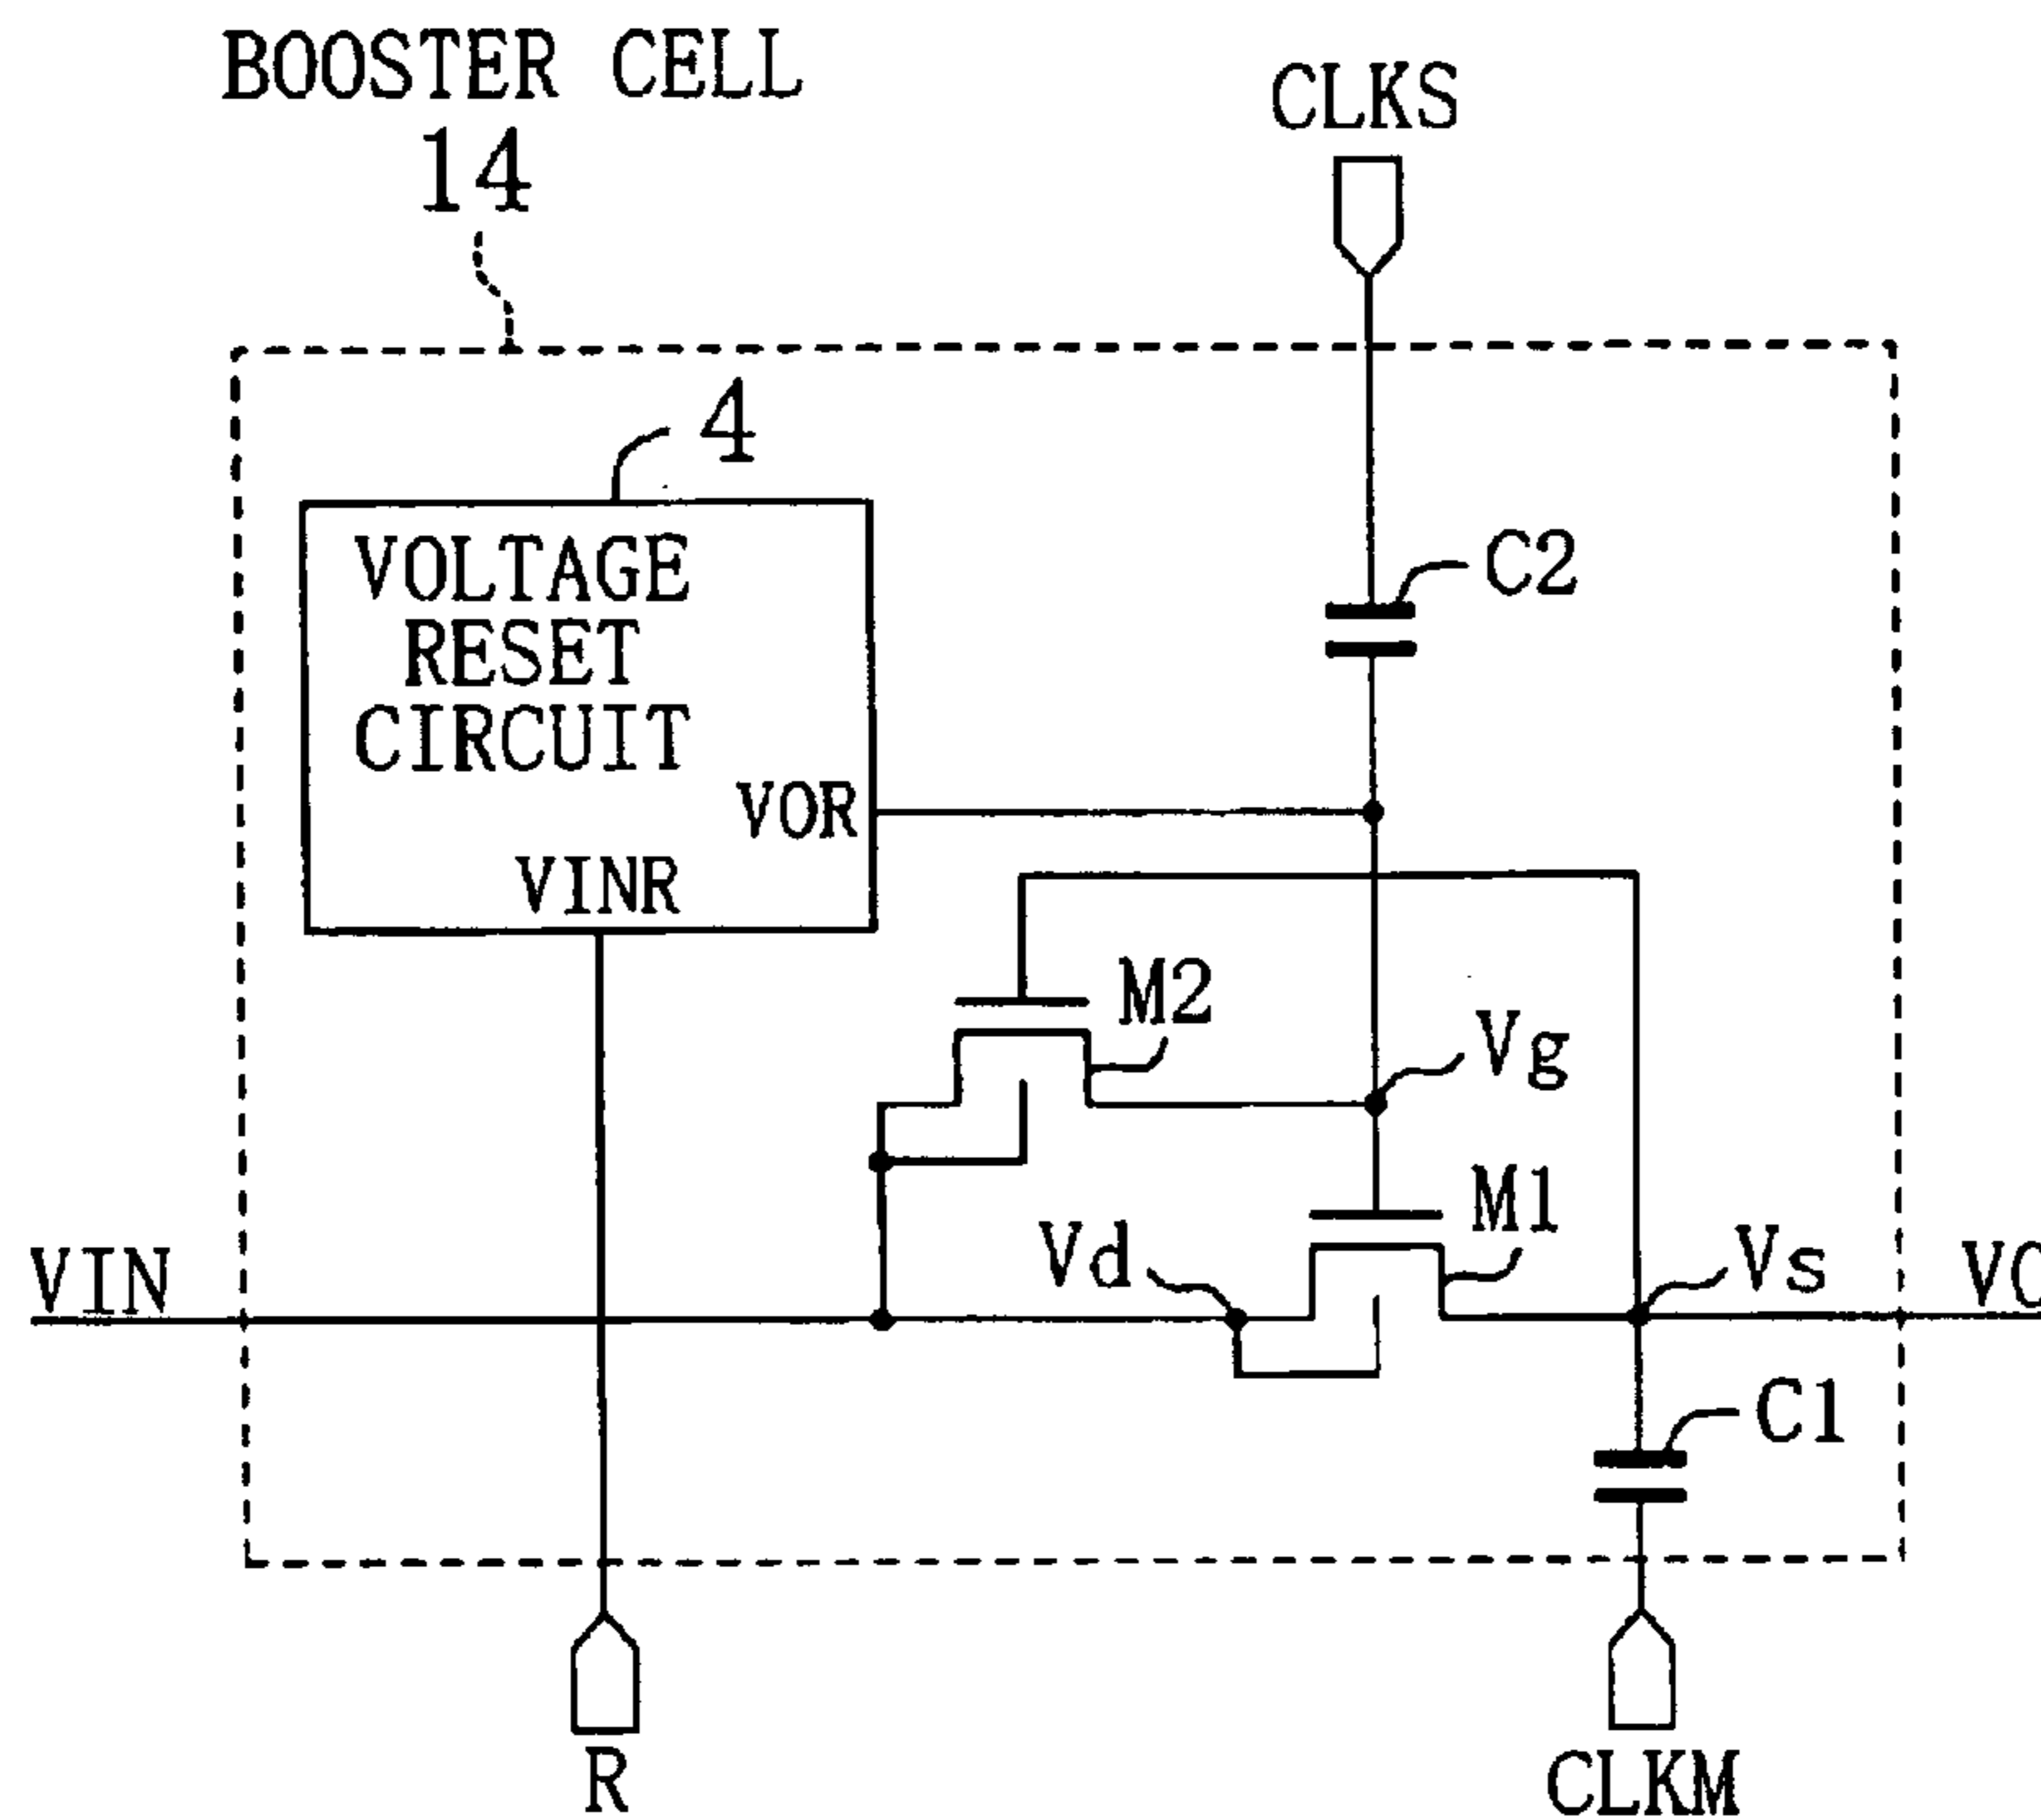 BOOSTER CELL
14
CLKS
4
C2
VOLTAGE
RESET
CIRCUIT
VOR
VINR
M2
Vg
M1
Vd
VIN
Vs
C1
R
CLKM